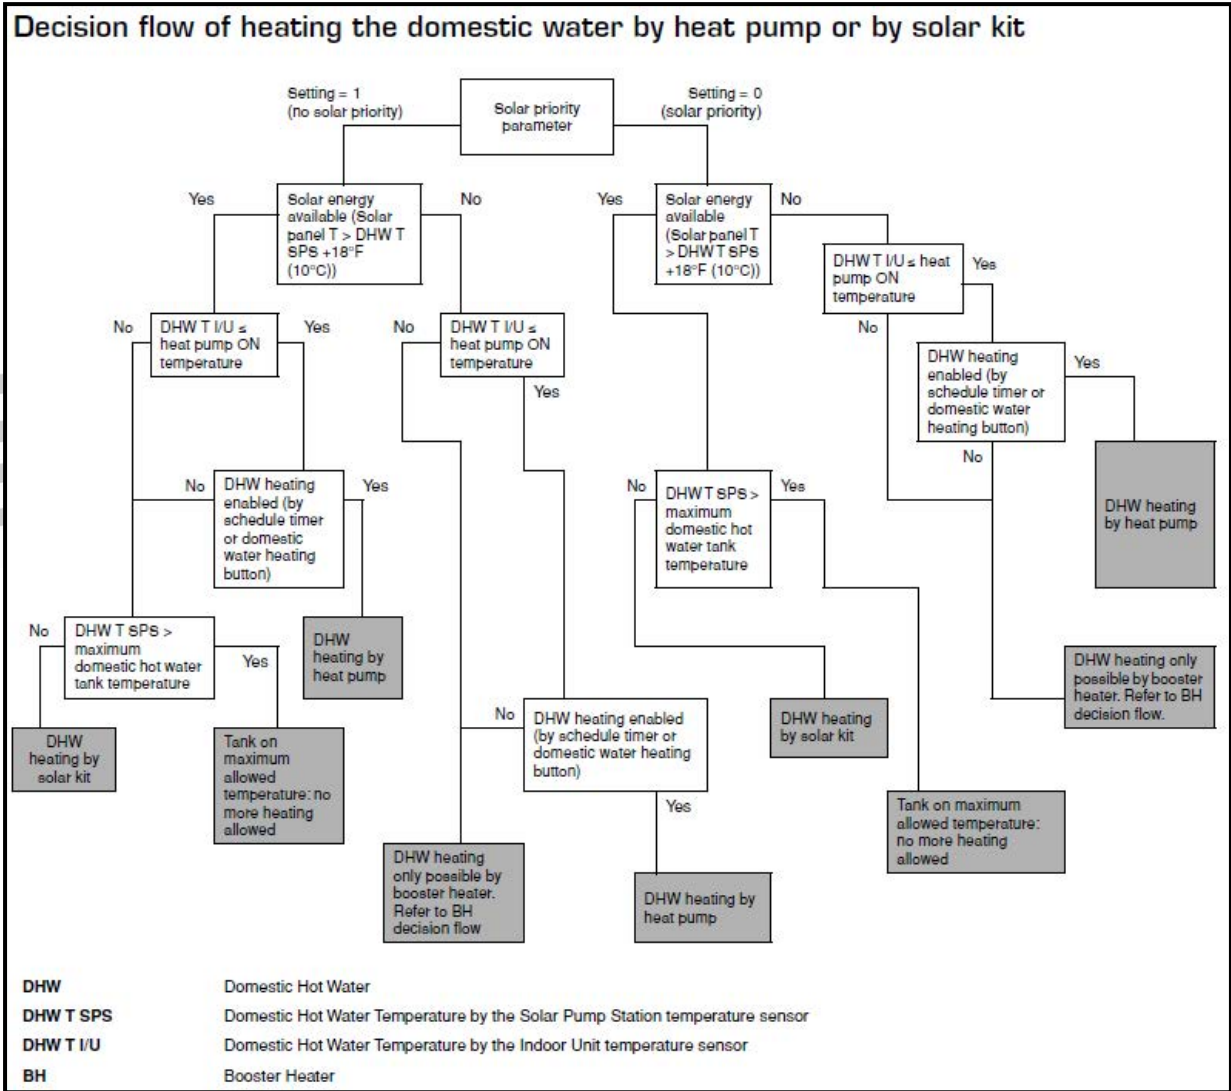 Decision flow of heating the domestic water by heat pump or by solar kit
Setting = 1
(no solar priority)
Solar priority
parameter
Setting = 0
(solar priority)
Yes
Solar energy
available (Solar
panel T > DHW T
SPS +18°F
(10°C))
No
Yes
Solar energy
available
(Solar panel T
> DHW T SPS
+18°F (10°C))
No
DHW T I/U ≤ heat
pump ON
temperature
Yes
No
No
DHW T I/U ≤
heat pump ON
temperature
Yes
No
DHW T I/U ≤
heat pump ON
temperature
Yes
DHW heating
enabled (by
schedule timer or
domestic water
heating button)
Yes
No
No
DHW heating
enabled (by
schedule timer
or domestic
water heating
button)
Yes
No
DHW T SPS >
maximum
domestic hot
water tank
temperature
Yes
DHW heating
by heat pump
No
DHW T SPS >
maximum
domestic hot water
tank temperature
Yes
DHW
heating by
heat pump
DHW heating only
possible by booster
heater. Refer to BH
decision flow.
DHW
heating by
solar kit
Tank on
maximum
allowed
temperature: no
more heating
allowed
No
DHW heating enabled
(by schedule timer or
domestic water heating
button)
Yes
DHW heating
by solar kit
Tank on maximum
allowed temperature:
no more heating
allowed
DHW heating
only possible by
booster heater.
Refer to BH
decision flow
DHW heating by
heat pump
DHW Domestic Hot Water
DHW T SPS Domestic Hot Water Temperature by the Solar Pump Station temperature sensor
DHW T I/U Domestic Hot Water Temperature by the Indoor Unit temperature sensor
BH Booster Heater